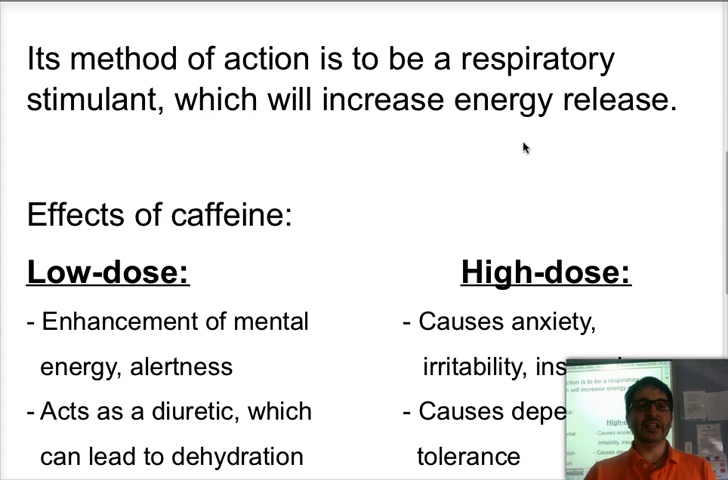 Its method of action is to be a respiratory
stimulant, which will increase energy release.
Effects of caffeine:
Low-dose:
- Enhancement of mental
energy, alertness
- Acts as a diuretic, which
can lead to dehydration
High-dose:
- Causes anxiety,
irritability,
- Causes
tolerance